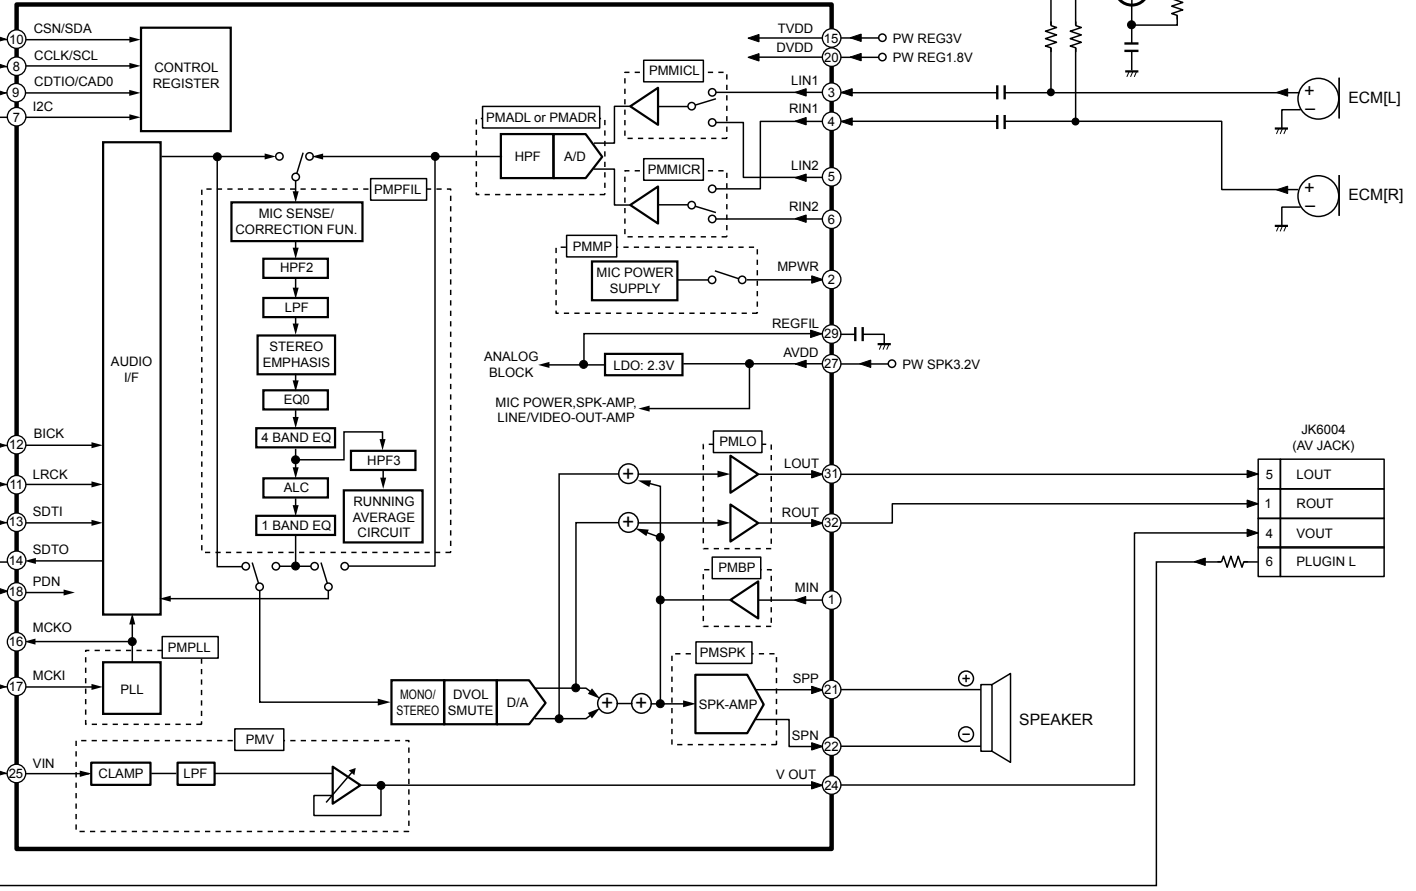 10 CSN/SDA
8 CCLK/SCL
9 CDTIO/CAD0
7 I2C
CONTROL
REGISTER
AUDIO
I/F
12 BICK
11 LRCK
13 SDTI
14 SDTO
18 PDN
16 MCKO
17 MCKI
PMPLL
PLL
PMPFIL
MIC SENSE/
CORRECTION FUN.
HPF2
LPF
STEREO
EMPHASIS
EQ0
4 BAND EQ
HPF3
ALC
RUNNING
AVERAGE
CIRCUIT
1 BAND EQ
PMADL or PMADR
HPF
A/D
PMMICL
PMMICR
TVDD 15 PW REG3V
DVDD 20 PW REG1.8V
LIN1 3
RIN1 4
LIN2 5
RIN2 6
+
−
ECM[L]
+
−
ECM[R]
PMMP
MIC POWER
SUPPLY
MPWR 2
REGFIL 29
ANALOG
BLOCK
LDO: 2.3V
AVDD 27 PW SPK3.2V
MIC POWER,SPK-AMP,
LINE/VIDEO-OUT-AMP
PMLO
+
LOUT 31
+
ROUT 32
PMBP
MIN 1
JK6004
(AV JACK)
5 LOUT
1 ROUT
4 VOUT
6 PLUGIN L
MONO/
STEREO
DVOL
SMUTE
D/A
+ +
PMSPK
SPK-AMP
SPP 21
SPN 22
+
−
SPEAKER
PMV
25 VIN
CLAMP
LPF
V OUT 24